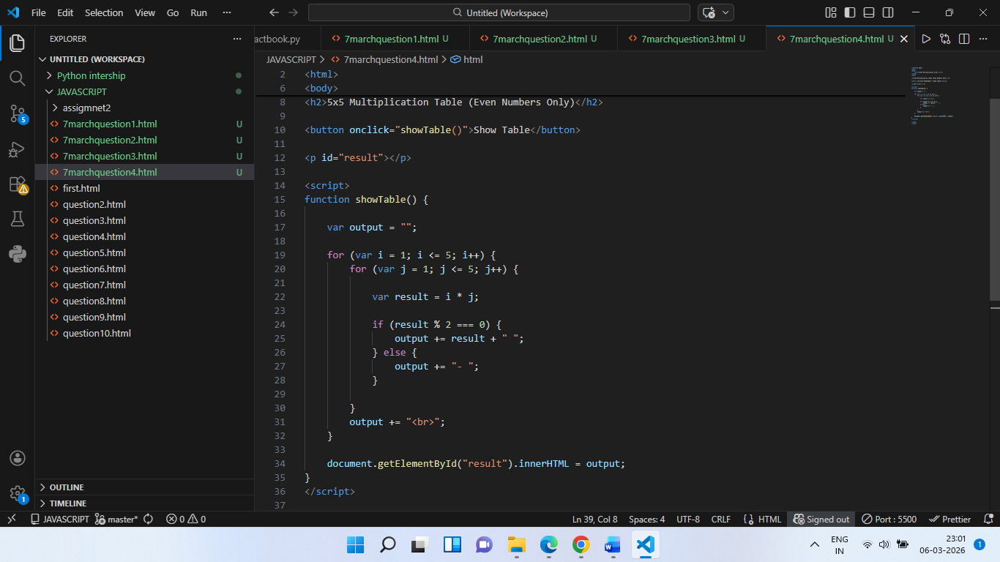 File Edit Selection View Go Run ··· Untitled (Workspace)
EXPLORER ···
actbook.py 7marchquestion1.html U 7marchquestion2.html U 7marchquestion3.html U 7marchquestion4.html U
JAVASCRIPT > 7marchquestion4.html > html
UNTITLED (WORKSPACE)
Python intership
JAVASCRIPT
assigmnet2
7marchquestion1.html U
7marchquestion2.html U
7marchquestion3.html U
7marchquestion4.html U
first.html
question2.html
question3.html
question4.html
question5.html
question6.html
question7.html
question8.html
question9.html
question10.html
OUTLINE
TIMELINE
5
1
2 <html>
6 <body>
8 <h2>5x5 Multiplication Table (Even Numbers Only)</h2>
9
10 <button onclick="showTable()">Show Table</button>
11
12 <p id="result"></p>
13
14 <script>
15 function showTable() {
16
17 var output = "";
18
19 for (var i = 1; i <= 5; i++) {
20 for (var j = 1; j <= 5; j++) {
21
22 var result = i * j;
23
24 if (result % 2 === 0) {
25 output += result + " ";
26 } else {
27 output += "- ";
28 }
29
30 }
31 output += "<br>";
32 }
33
34 document.getElementById("result").innerHTML = output;
35 }
36 </script>
37
JAVASCRIPT master* 0 0 Ln 39, Col 8 Spaces: 4 UTF-8 CRLF {} HTML Signed out Port : 5500 Prettier
ENG
IN
23:01
06-03-2026
1